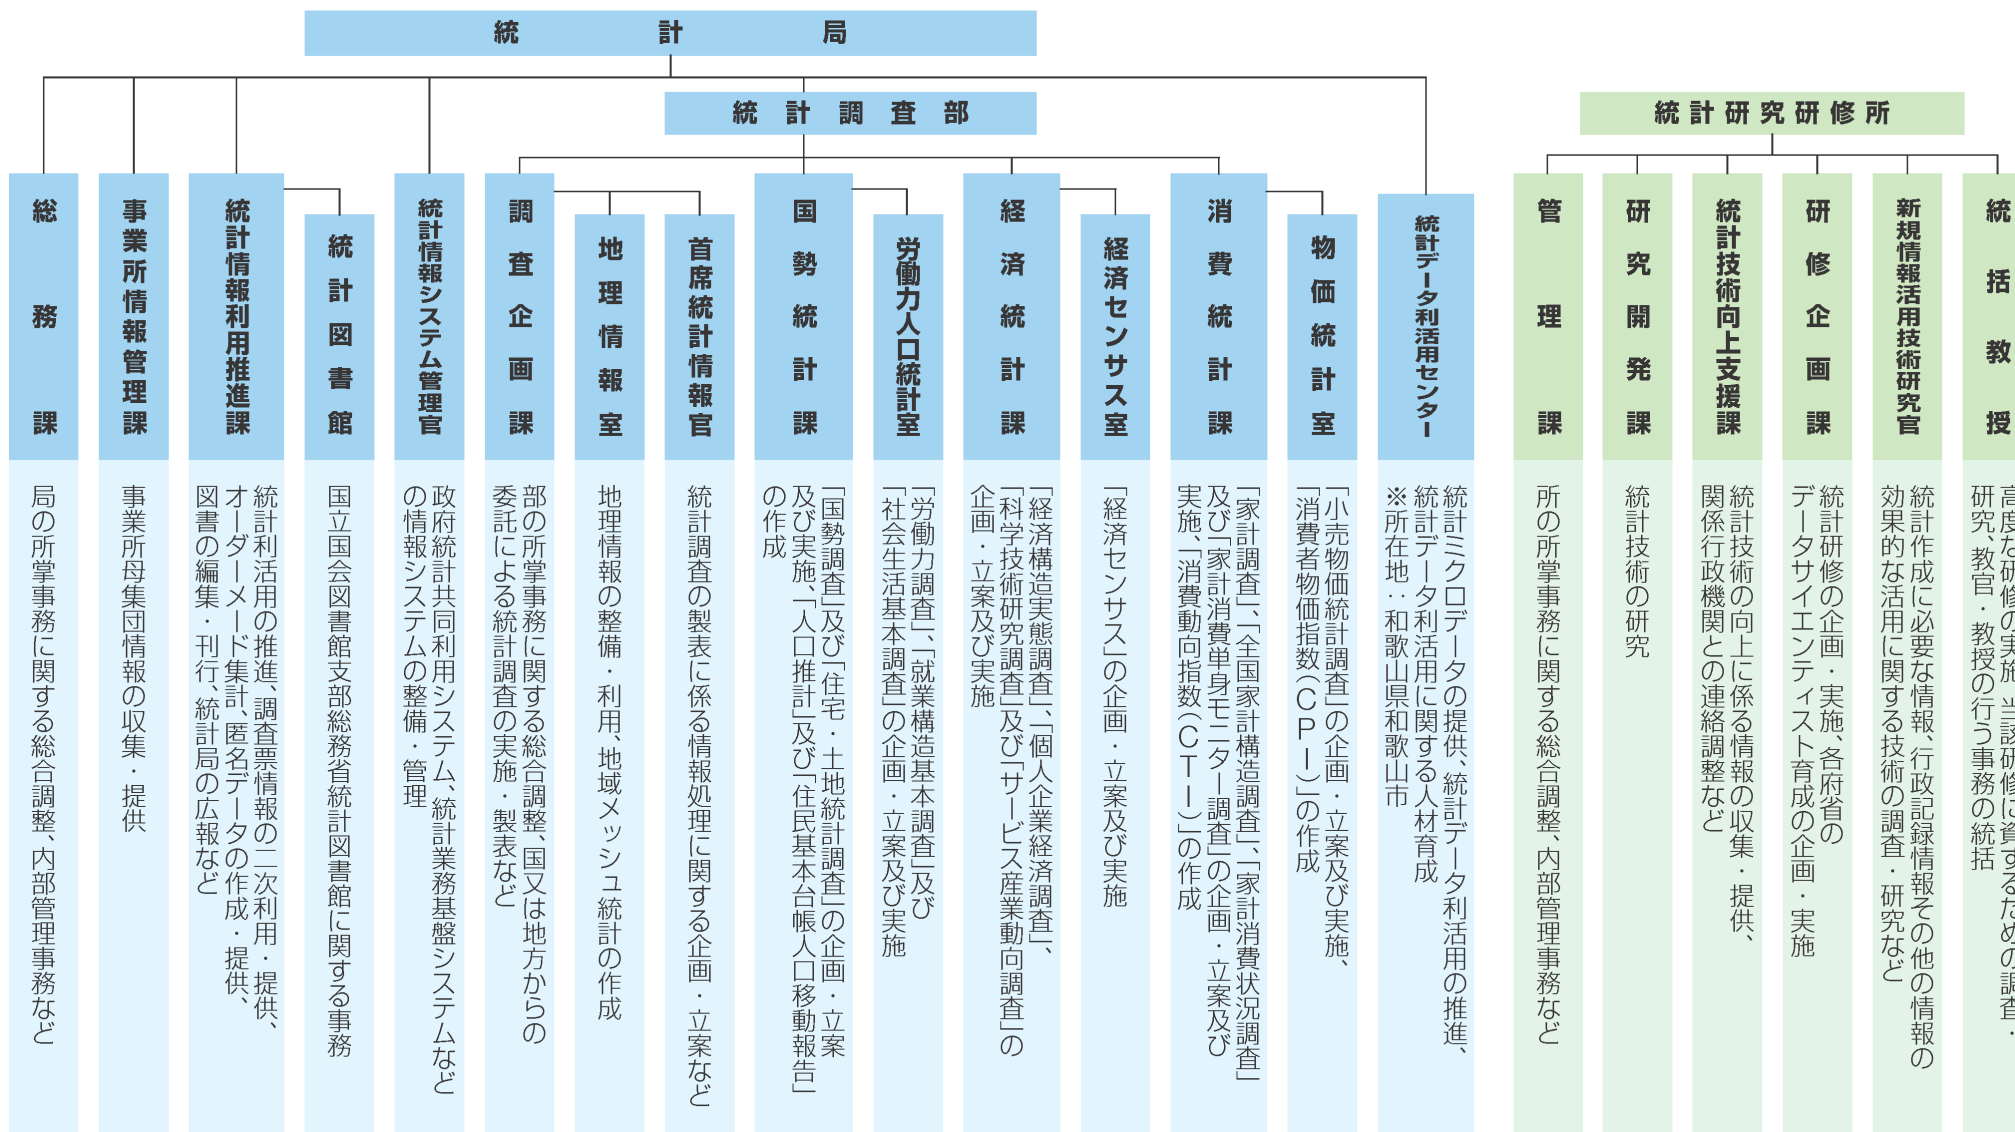 統計局
統計調査部
総務課
局の所掌事務に関する総合調整、内部管理事務など
事業所情報管理課
事業所母集団情報の収集・提供
統計情報利用推進課
統計利活用の推進、調査票情報の二次利用・提供、
オーダーメード集計、匿名データの作成・提供、
図書の編集・刊行、統計局の広報など
統計図書館
国立国会図書館支部総務省統計図書館に関する事務
統計情報システム管理官
政府統計共同利用システム、統計業務基盤システムなど
の情報システムの整備・管理
調査企画課
部の所掌事務に関する総合調整、国又は地方からの
委託による統計調査の実施・製表など
地理情報室
地理情報の整備・利用、地域メッシュ統計の作成
首席統計情報官
統計調査の製表に係る情報処理に関する企画・立案など
国勢統計課
「国勢調査」及び「住宅・土地統計調査」の企画・立案
及び実施、「人口推計」及び「住民基本台帳人口移動報告」
の作成
労働力人口統計室
「労働力調査」、「就業構造基本調査」及び
「社会生活基本調査」の企画・立案及び実施
経済統計課
「経済構造実態調査」、「個人企業経済調査」、
「科学技術研究調査」及び「サービス産業動向調査」の
企画・立案及び実施
経済センサス室
「経済センサス」の企画・立案及び実施
消費統計課
「家計調査」、「全国家計構造調査」、「家計消費状況調査」
及び「家計消費単身モニター調査」の企画・立案及び
実施、「消費動向指数（ＣＴＩ）」の作成
物価統計室
「小売物価統計調査」の企画・立案及び実施、
「消費者物価指数（ＣＰＩ）」の作成
統計データ利活用センター
統計ミクロデータの提供、統計データ利活用の推進、
統計データ利活用に関する人材育成
※所在地：和歌山県和歌山市
統計研究研修所
管理課
所の所掌事務に関する総合調整、内部管理事務など
研究開発課
統計技術の研究
統計技術向上支援課
統計技術の向上に係る情報の収集・提供、
関係行政機関との連絡調整など
研修企画課
統計研修の企画・実施、各府省の
データサイエンティスト育成の企画・実施
新規情報活用技術研究官
統計作成に必要な情報、行政記録情報その他の情報の
効果的な活用に関する技術の調査・研究など
統括教授
高度な研修の実施、当該研修に資するための調査・
研究、教官・教授の行う事務の統括